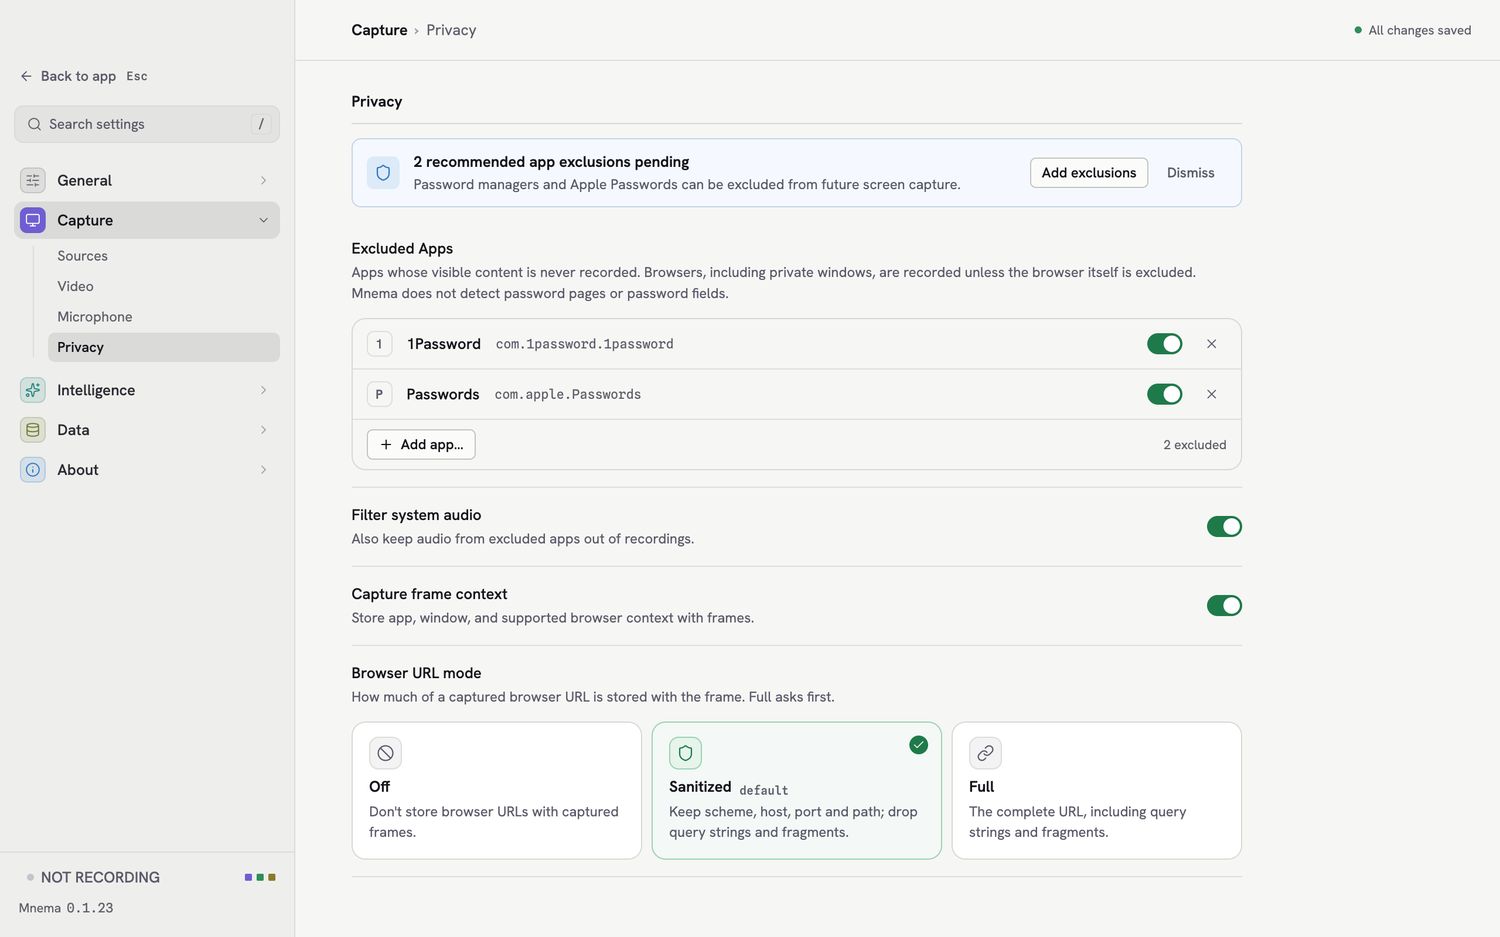 Capture › Privacy
All changes saved
← Back to app Esc
Search settings /
General
Capture
Sources
Video
Microphone
Privacy
Intelligence
Data
About
NOT RECORDING
Mnema 0.1.23
Privacy
2 recommended app exclusions pending
Password managers and Apple Passwords can be excluded from future screen capture.
Add exclusions
Dismiss
Excluded Apps
Apps whose visible content is never recorded. Browsers, including private windows, are recorded unless the browser itself is excluded.
Mnema does not detect password pages or password fields.
1 1Password com.1password.1password
P Passwords com.apple.Passwords
+ Add app...
2 excluded
Filter system audio
Also keep audio from excluded apps out of recordings.
Capture frame context
Store app, window, and supported browser context with frames.
Browser URL mode
How much of a captured browser URL is stored with the frame. Full asks first.
Off
Don't store browser URLs with captured
frames.
Sanitized default
Keep scheme, host, port and path; drop
query strings and fragments.
Full
The complete URL, including query
strings and fragments.